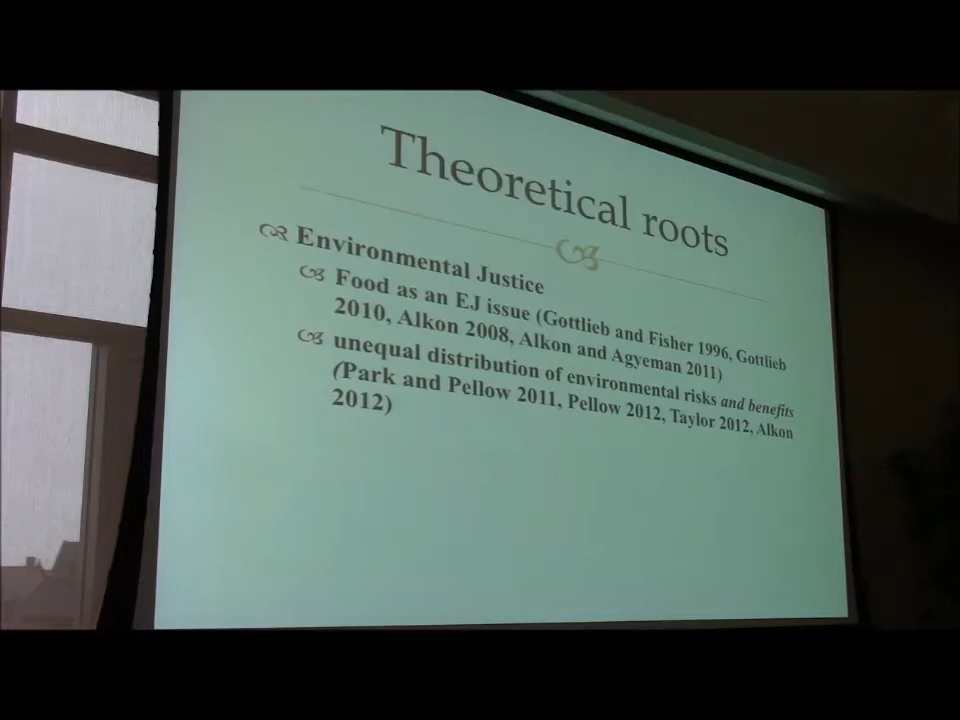 Theoretical roots
Environmental Justice
Food as an EJ issue (Gottlieb and Fisher 1996, Gottlieb
2010, Alkon 2008, Alkon and Agyeman 2011)
unequal distribution of environmental risks and benefits
(Park and Pellow 2011, Pellow 2012, Taylor 2012, Alkon
2012)